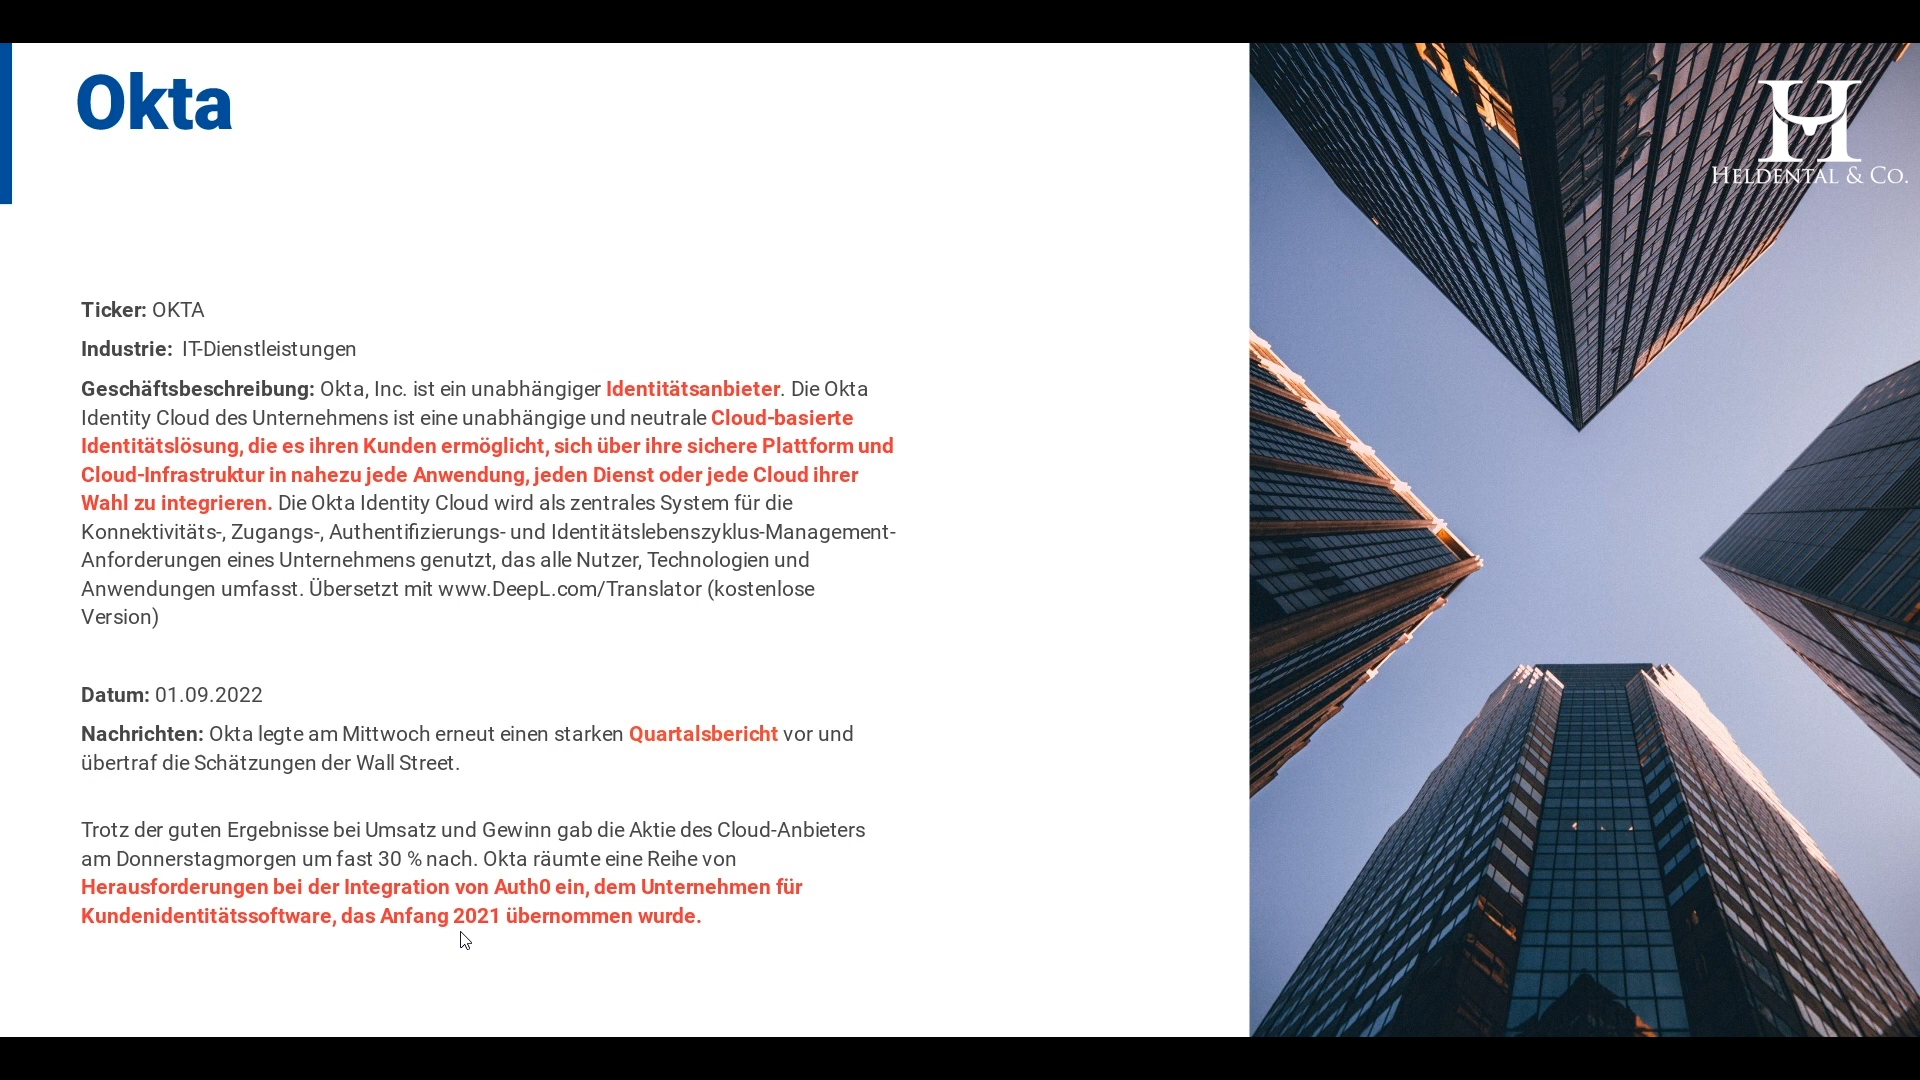 Okta
HELDENTAL & CO.
Ticker: OKTA
Industrie: IT-Dienstleistungen
Geschäftsbeschreibung: Okta, Inc. ist ein unabhängiger Identitätsanbieter. Die Okta
Identity Cloud des Unternehmens ist eine unabhängige und neutrale Cloud-basierte
Identitätslösung, die es ihren Kunden ermöglicht, sich über ihre sichere Plattform und
Cloud-Infrastruktur in nahezu jede Anwendung, jeden Dienst oder jede Cloud ihrer
Wahl zu integrieren. Die Okta Identity Cloud wird als zentrales System für die
Konnektivitäts-, Zugangs-, Authentifizierungs- und Identitätslebenszyklus-Management-
Anforderungen eines Unternehmens genutzt, das alle Nutzer, Technologien und
Anwendungen umfasst. Übersetzt mit www.DeepL.com/Translator (kostenlose
Version)
Datum: 01.09.2022
Nachrichten: Okta legte am Mittwoch erneut einen starken Quartalsbericht vor und
übertraf die Schätzungen der Wall Street.
Trotz der guten Ergebnisse bei Umsatz und Gewinn gab die Aktie des Cloud-Anbieters
am Donnerstagmorgen um fast 30 % nach. Okta räumte eine Reihe von
Herausforderungen bei der Integration von Auth0 ein, dem Unternehmen für
Kundenidentitätssoftware, das Anfang 2021 übernommen wurde.